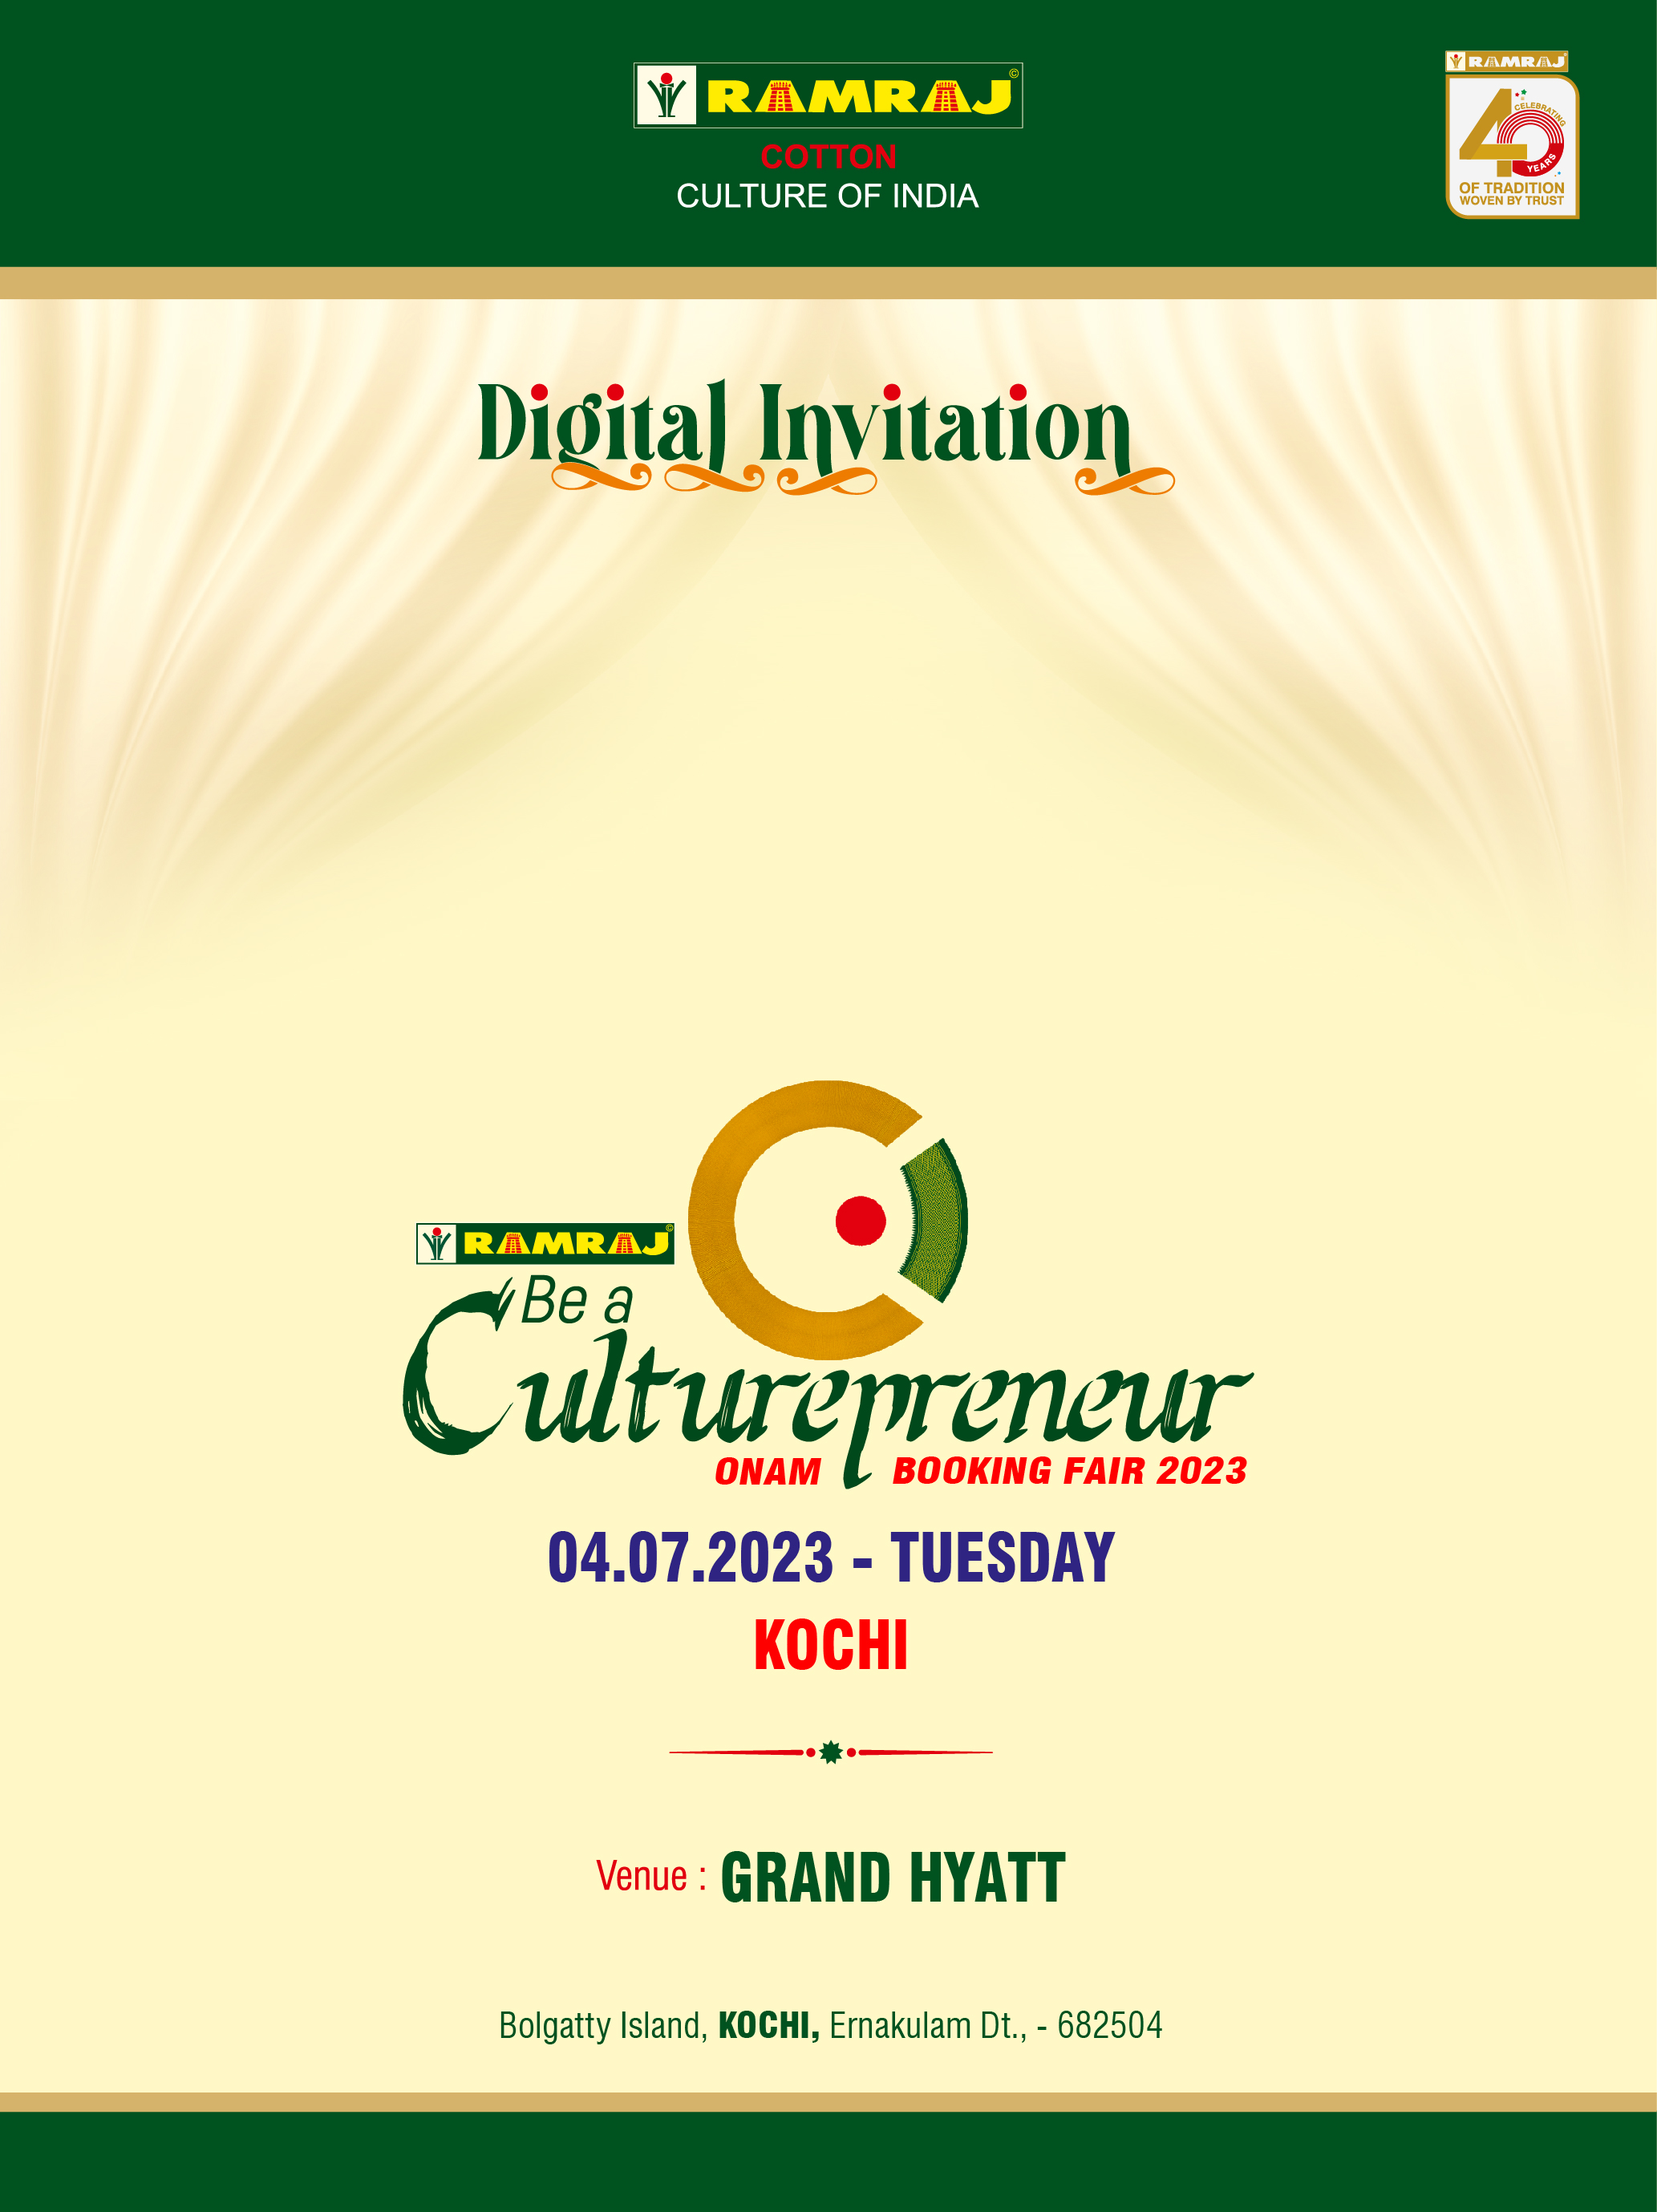 RAMRAJ©
COTTON
CULTURE OF INDIA
RAMRAJ
40
CELEBRATING
YEARS
OF TRADITION
WOVEN BY TRUST
Digital Invitation
RAMRAJ©
Be a
Culturepreneur
ONAM BOOKING FAIR 2023
04.07.2023 - TUESDAY
KOCHI
Venue : GRAND HYATT
Bolgatty Island, KOCHI, Ernakulam Dt., - 682504